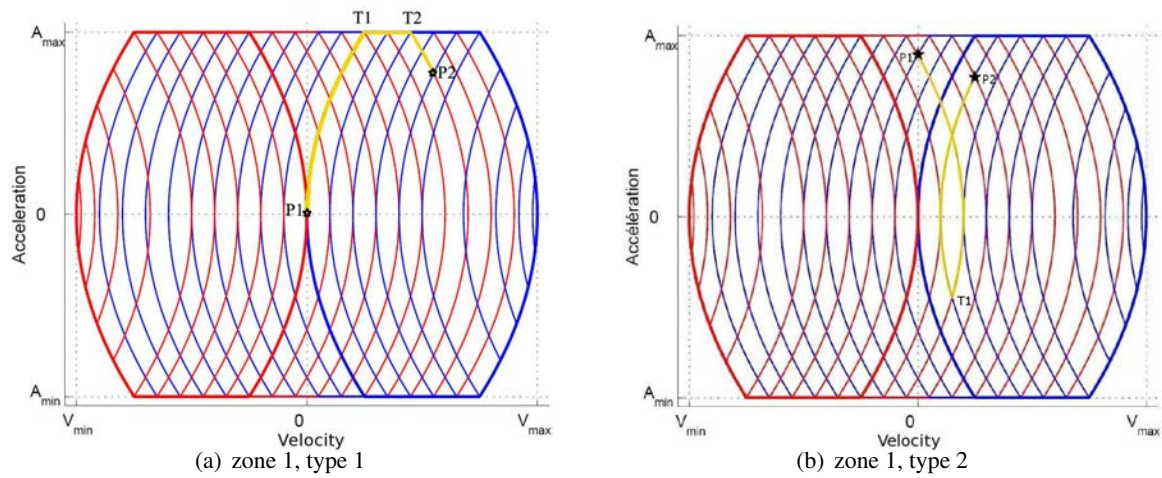 T1 T2
A max
P2
Acceleration
P1
0
A min
V min
0
V max
Velocity
(a) zone 1, type 1
A max
P1
P2
Accélération
0
T1
A min
V min
0
V max
Velocity
(b) zone 1, type 2